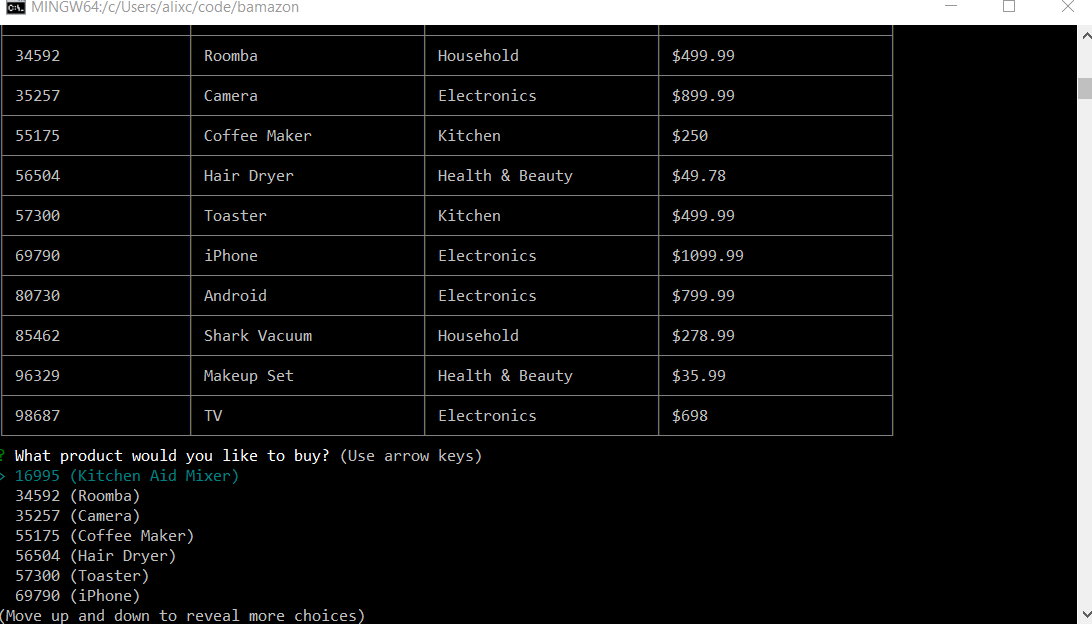 MINGW64:/c/Users/alixc/code/bamazon
34592 Roomba Household $499.99
35257 Camera Electronics $899.99
55175 Coffee Maker Kitchen $250
56504 Hair Dryer Health & Beauty $49.78
57300 Toaster Kitchen $499.99
69790 iPhone Electronics $1099.99
80730 Android Electronics $799.99
85462 Shark Vacuum Household $278.99
96329 Makeup Set Health & Beauty $35.99
98687 TV Electronics $698
? What product would you like to buy? (Use arrow keys)
> 16995 (Kitchen Aid Mixer)
34592 (Roomba)
35257 (Camera)
55175 (Coffee Maker)
56504 (Hair Dryer)
57300 (Toaster)
69790 (iPhone)
(Move up and down to reveal more choices)